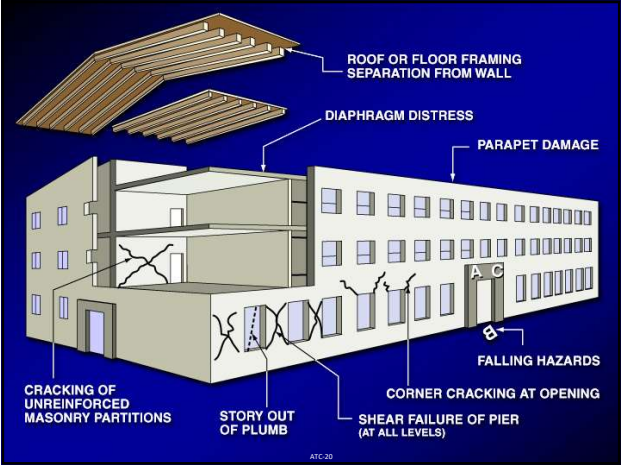 ROOF OR FLOOR FRAMING
SEPARATION FROM WALL
DIAPHRAGM DISTRESS
PARAPET DAMAGE
A C
B
FALLING HAZARDS
CORNER CRACKING AT OPENING
CRACKING OF
UNREINFORCED
MASONRY PARTITIONS
STORY OUT
OF PLUMB
SHEAR FAILURE OF PIER
(AT ALL LEVELS)
ATC-20